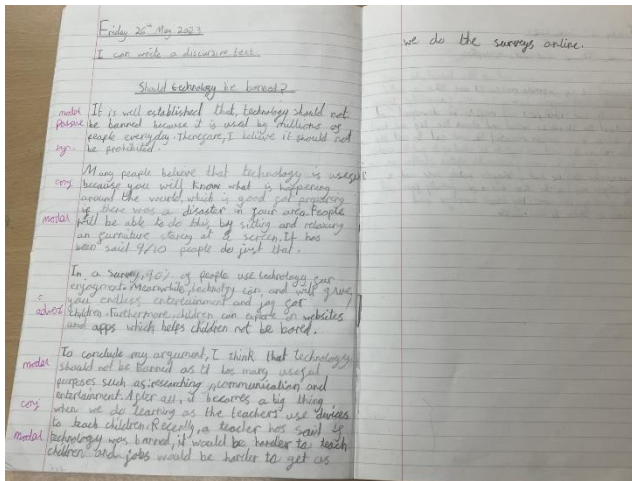 Friday 26th May 2023
I can write a discursive text.
Should technology be banned?
modal It is well established that, technology should not
passive be banned because it is used by millions of
people everyday. Therefore, I believe it should not
syn. be prohibited.
Many people believe that technology is useful
conj because you will know what is happening
around the world, which is good for preparing
if there was a disaster in your area. People
modal will be able to do this by sitting and relaxing
on furniture staring at a screen. It has
been said 9/10 people do just that.
In a survey, 90% of people use technology for
enjoyment. Meanwhile, technology can and will give
you endless entertainment and joy for
adverb children. Furthermore, children can explore on websites
and apps which helps children not be bored.
To conclude my argument, I think that technology
modal should not be banned as it has many useful
purposes such as: researching, communication and
entertainment. After all, it becomes a big thing
conj when we do learning as the teachers use devices
to teach children. Recently, a teacher has said if
modal technology was banned, it would be harder to teach
children and jobs would be harder to get as
we do the surveys online.